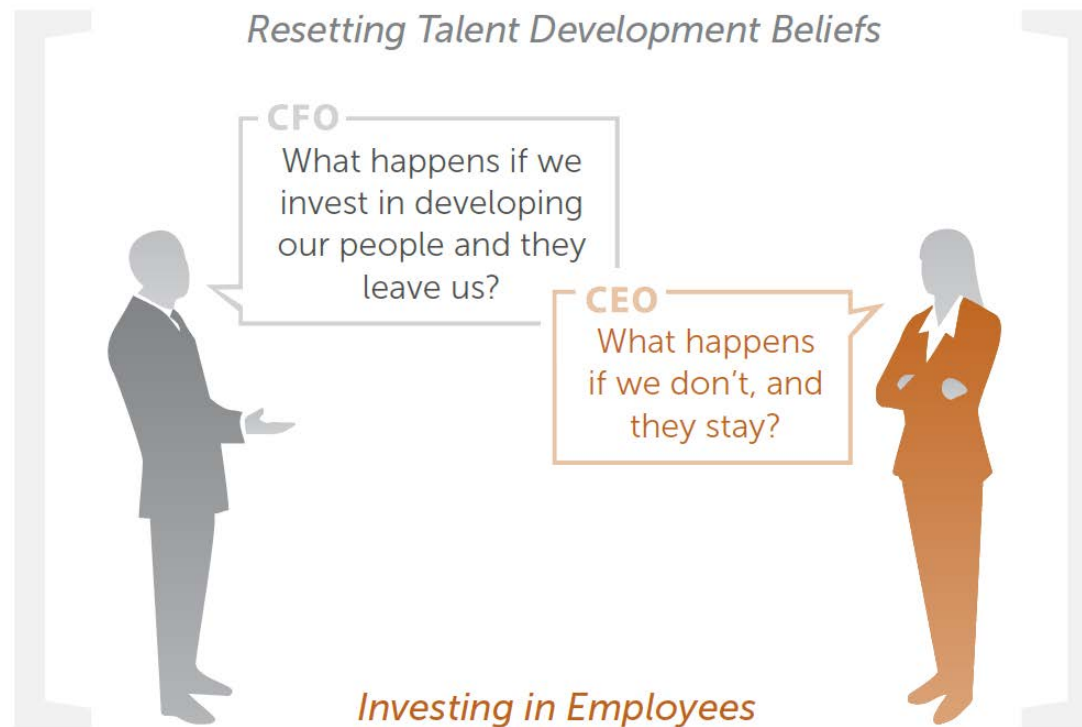 Resetting Talent Development Beliefs
CFO
What happens if we
invest in developing
our people and they
leave us?
CEO
What happens
if we don’t, and
they stay?
Investing in Employees